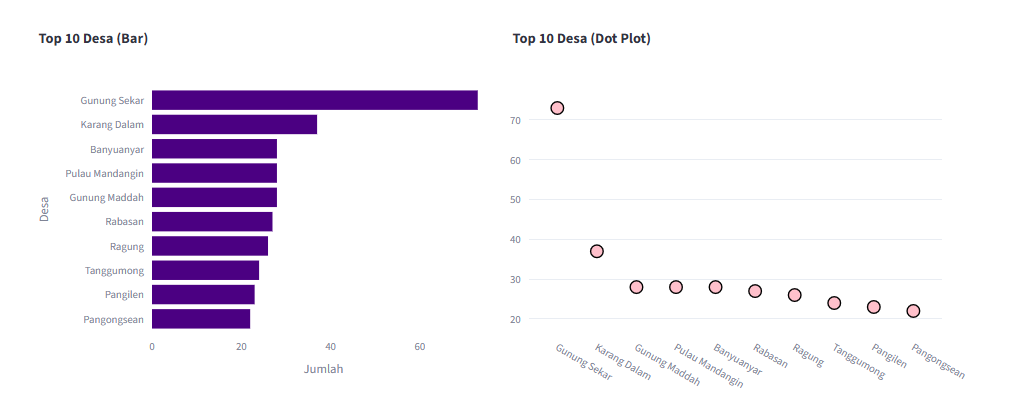 Top 10 Desa (Bar)
Gunung Sekar
Karang Dalam
Banyuanyar
Pulau Mandangin
Gunung Maddah
Rabasan
Ragung
Tanggumong
Pangilen
Pangongsean
Desa
0 20 40 60
Jumlah
Top 10 Desa (Dot Plot)
70
60
50
40
30
20
Gunung Sekar
Karang Dalam
Gunung Maddah
Pulau Mandangin
Banyuanyar
Rabasan
Ragung
Tanggumong
Pangilen
Pangongsean